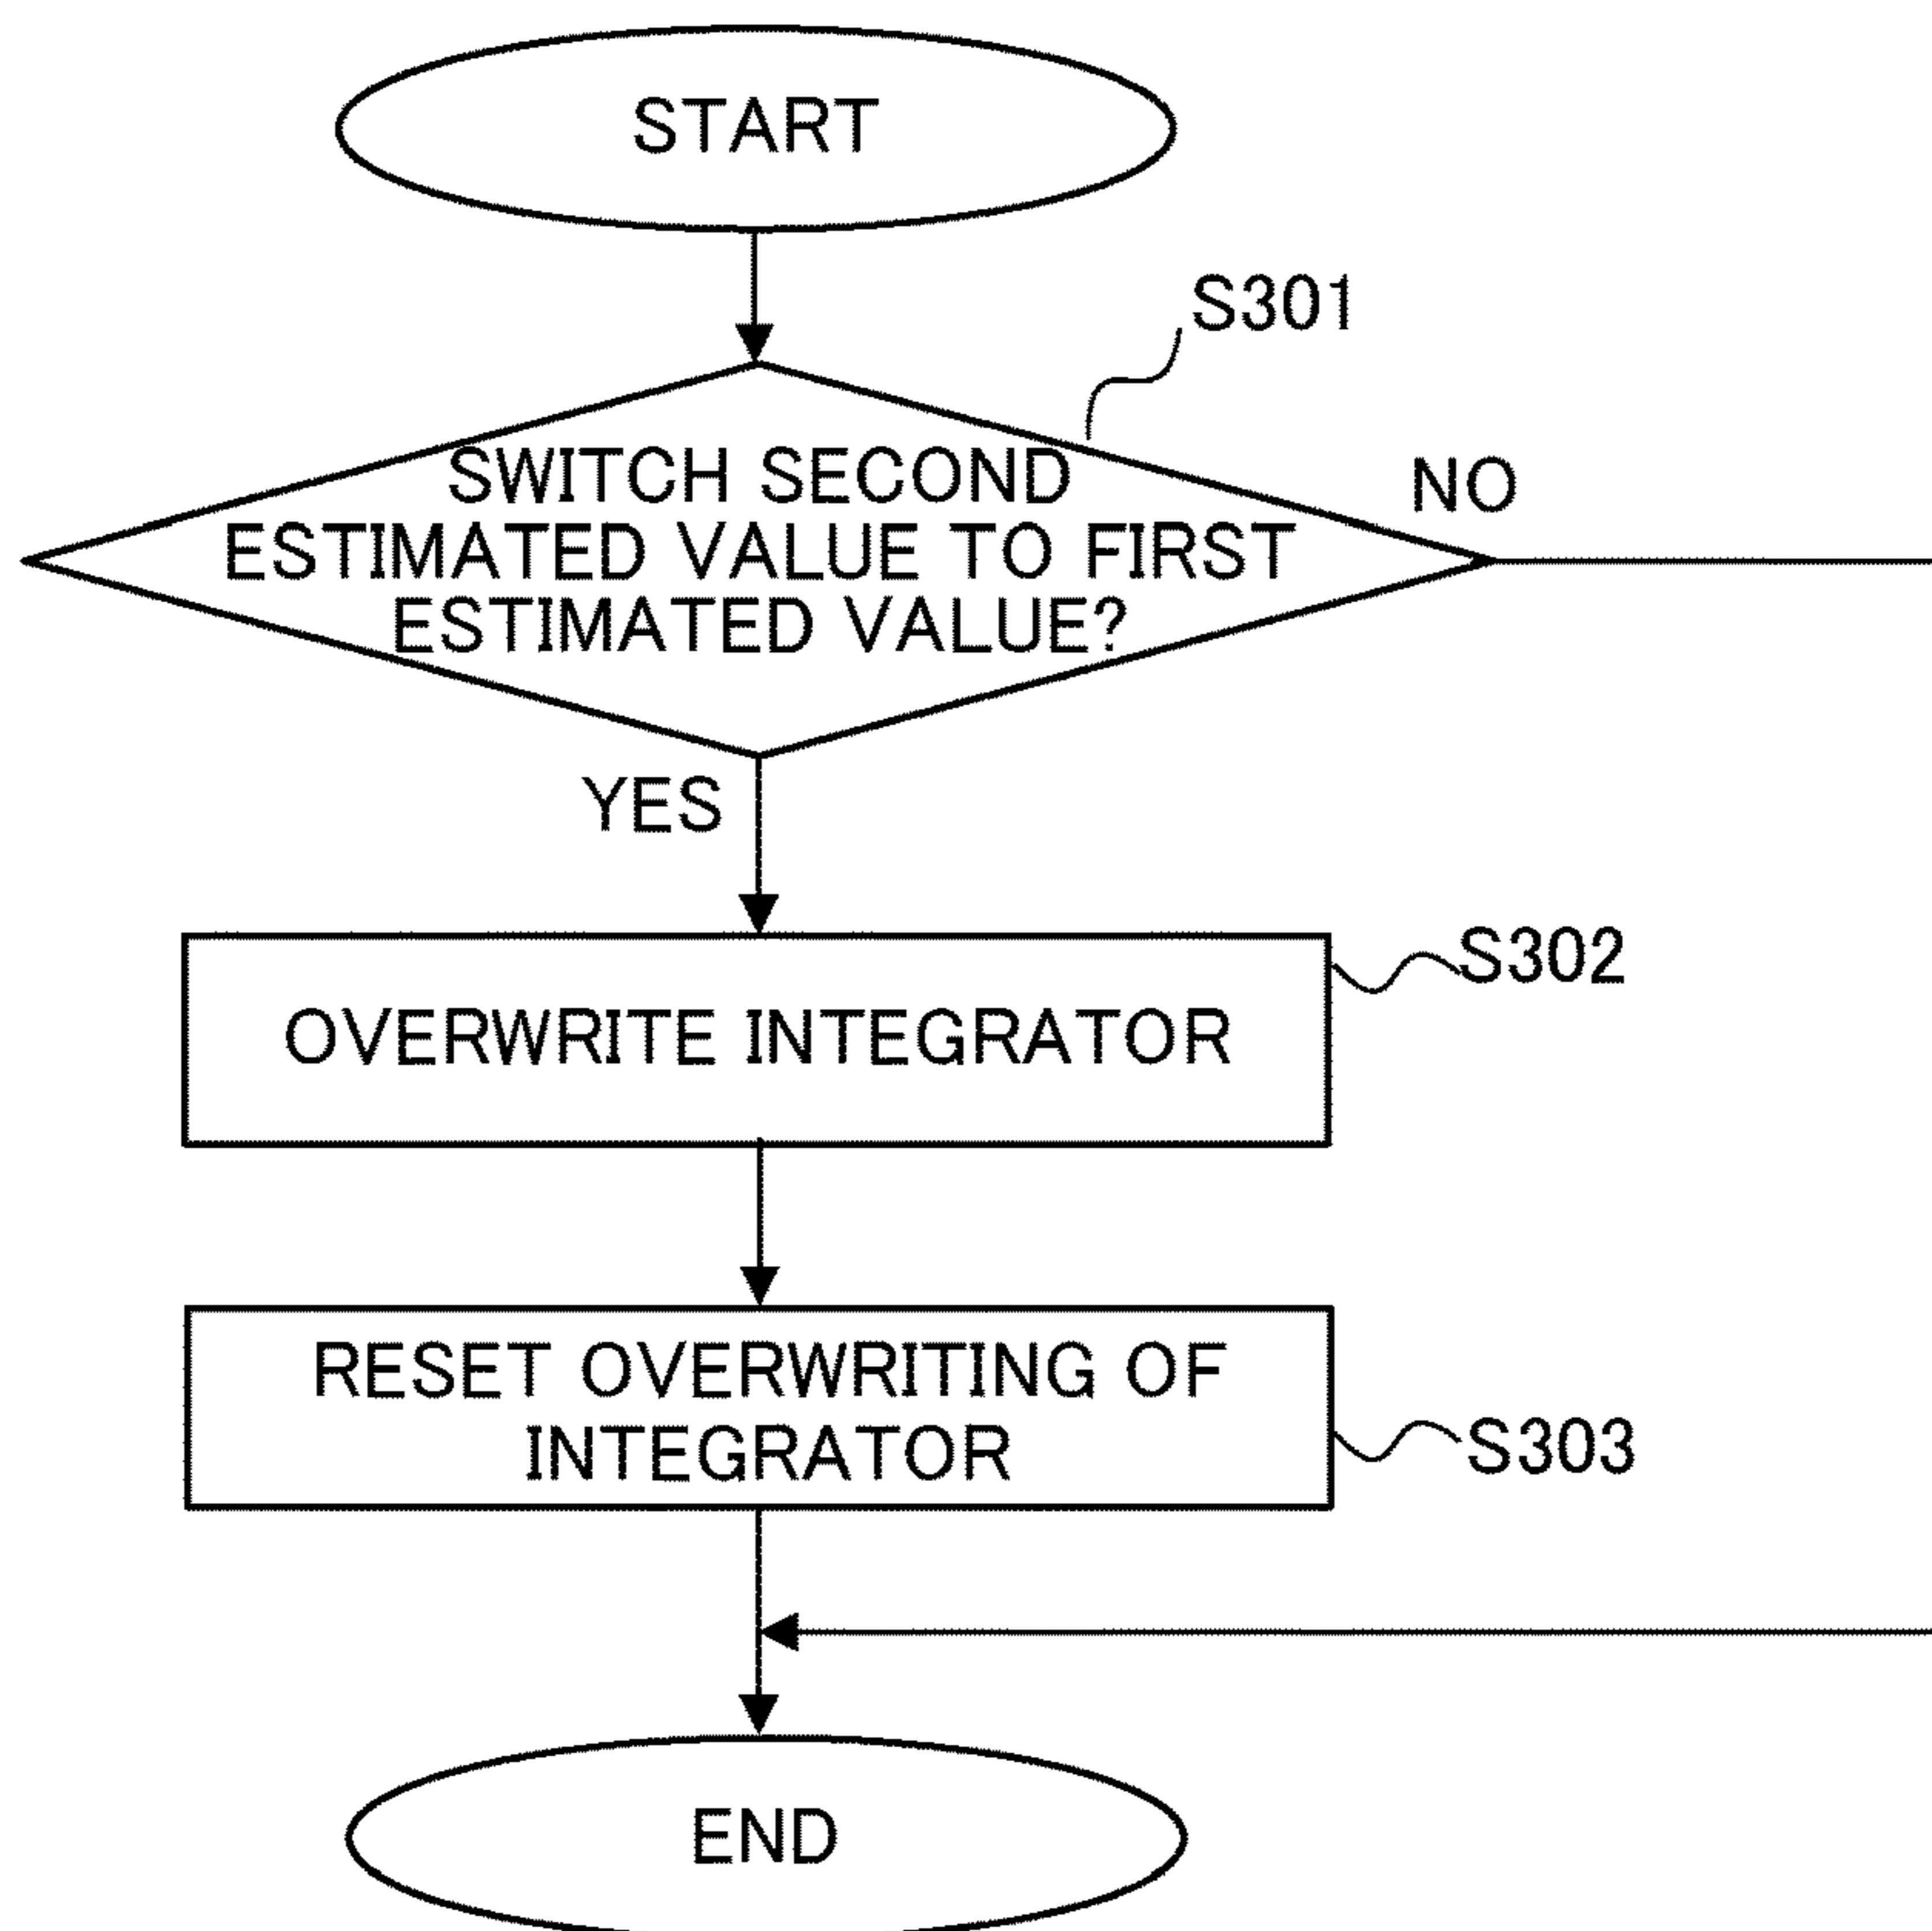 START
S301
SWITCH SECOND
ESTIMATED VALUE TO FIRST
ESTIMATED VALUE?
NO
YES
OVERWRITE INTEGRATOR
S302
RESET OVERWRITING OF
INTEGRATOR
S303
END